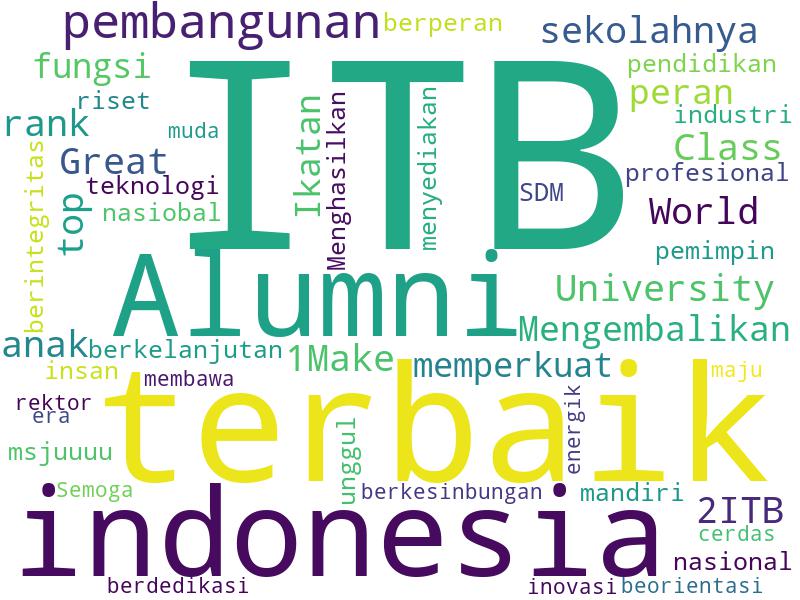 pembangunan
berperan
sekolahnya
fungsi
ITB
pendidikan
riset
peran
rank
muda
Ikatan
Menghasilkan
menyediakan
industri
Great
Class
teknologi
SDM
profesional
top
nasiobal
World
berintegritas
pemimpin
Alumni
University
Mengembalikan
anak
berkelanjutan
1Make
memperkuat
insan
membawa
terbaik
maju
rektor
era
energik
msjuuuu
unggul
Semoga
berkesinbungan
mandiri
indonesia
2ITB
cerdas
nasional
berdedikasi
inovasi
beorientasi